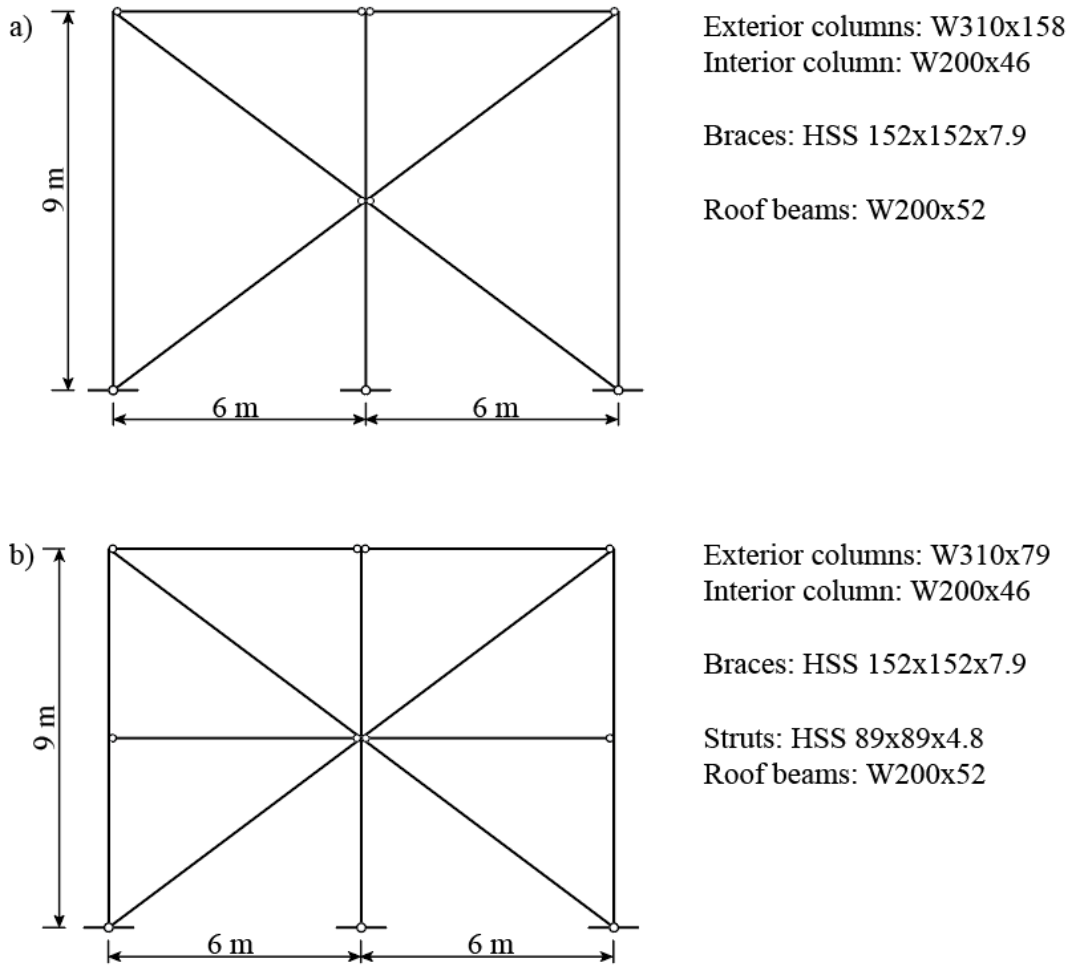 a)
Exterior columns: W310x158
Interior column: W200x46
Braces: HSS 152x152x7.9
Roof beams: W200x52
9 m
6 m
6 m
b)
Exterior columns: W310x79
Interior column: W200x46
Braces: HSS 152x152x7.9
Struts: HSS 89x89x4.8
Roof beams: W200x52
9 m
6 m
6 m